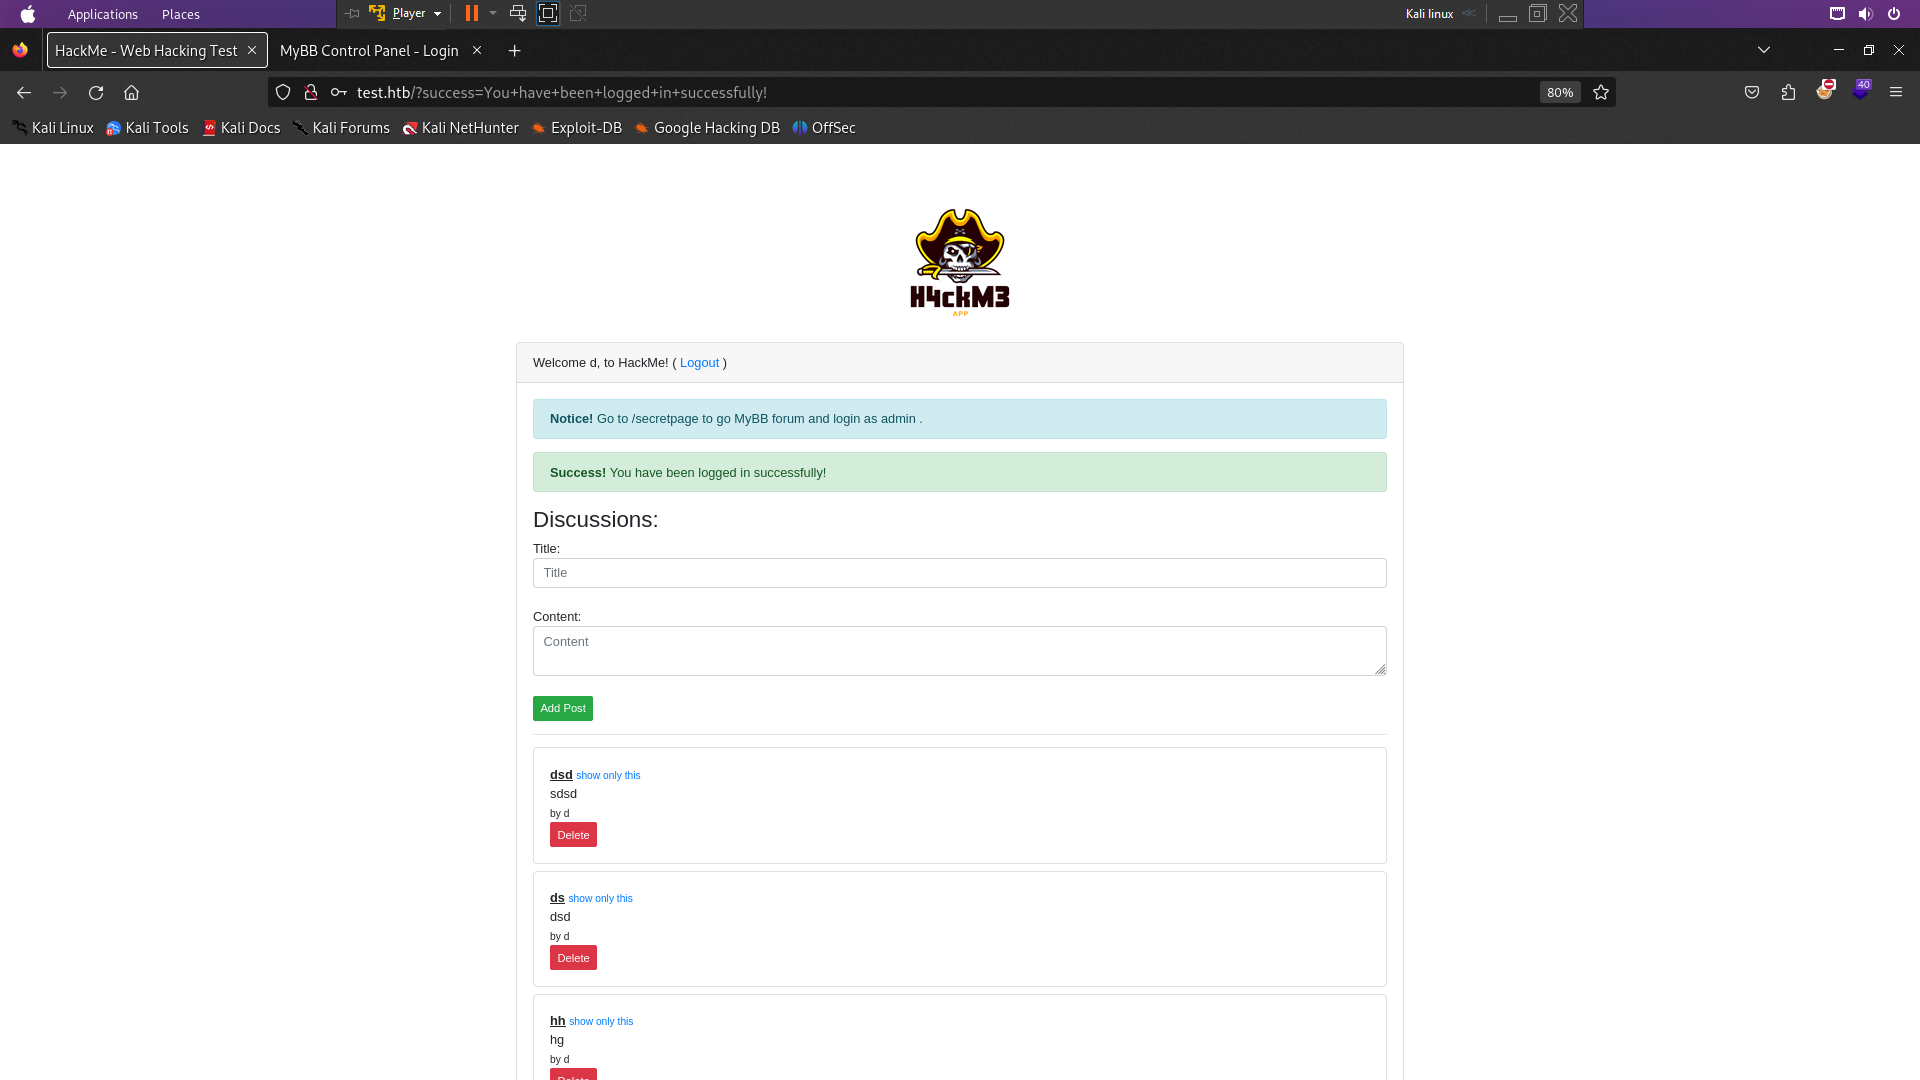 Applications Places
Player
Kali linux
HackMe - Web Hacking Test
MyBB Control Panel - Login
test.htb/?success=You+have+been+logged+in+successfully!
80%
40
Kali Linux Kali Tools Kali Docs Kali Forums Kali NetHunter Exploit-DB Google Hacking DB OffSec
H4ckM3
APP
Welcome d, to HackMe! ( Logout )
Notice! Go to /secretpage to go MyBB forum and login as admin .
Success! You have been logged in successfully!
Discussions:
Title:
Title
Content:
Content
Add Post
dsd show only this
sdsd
by d
Delete
ds show only this
dsd
by d
Delete
hh show only this
hg
by d
Delete